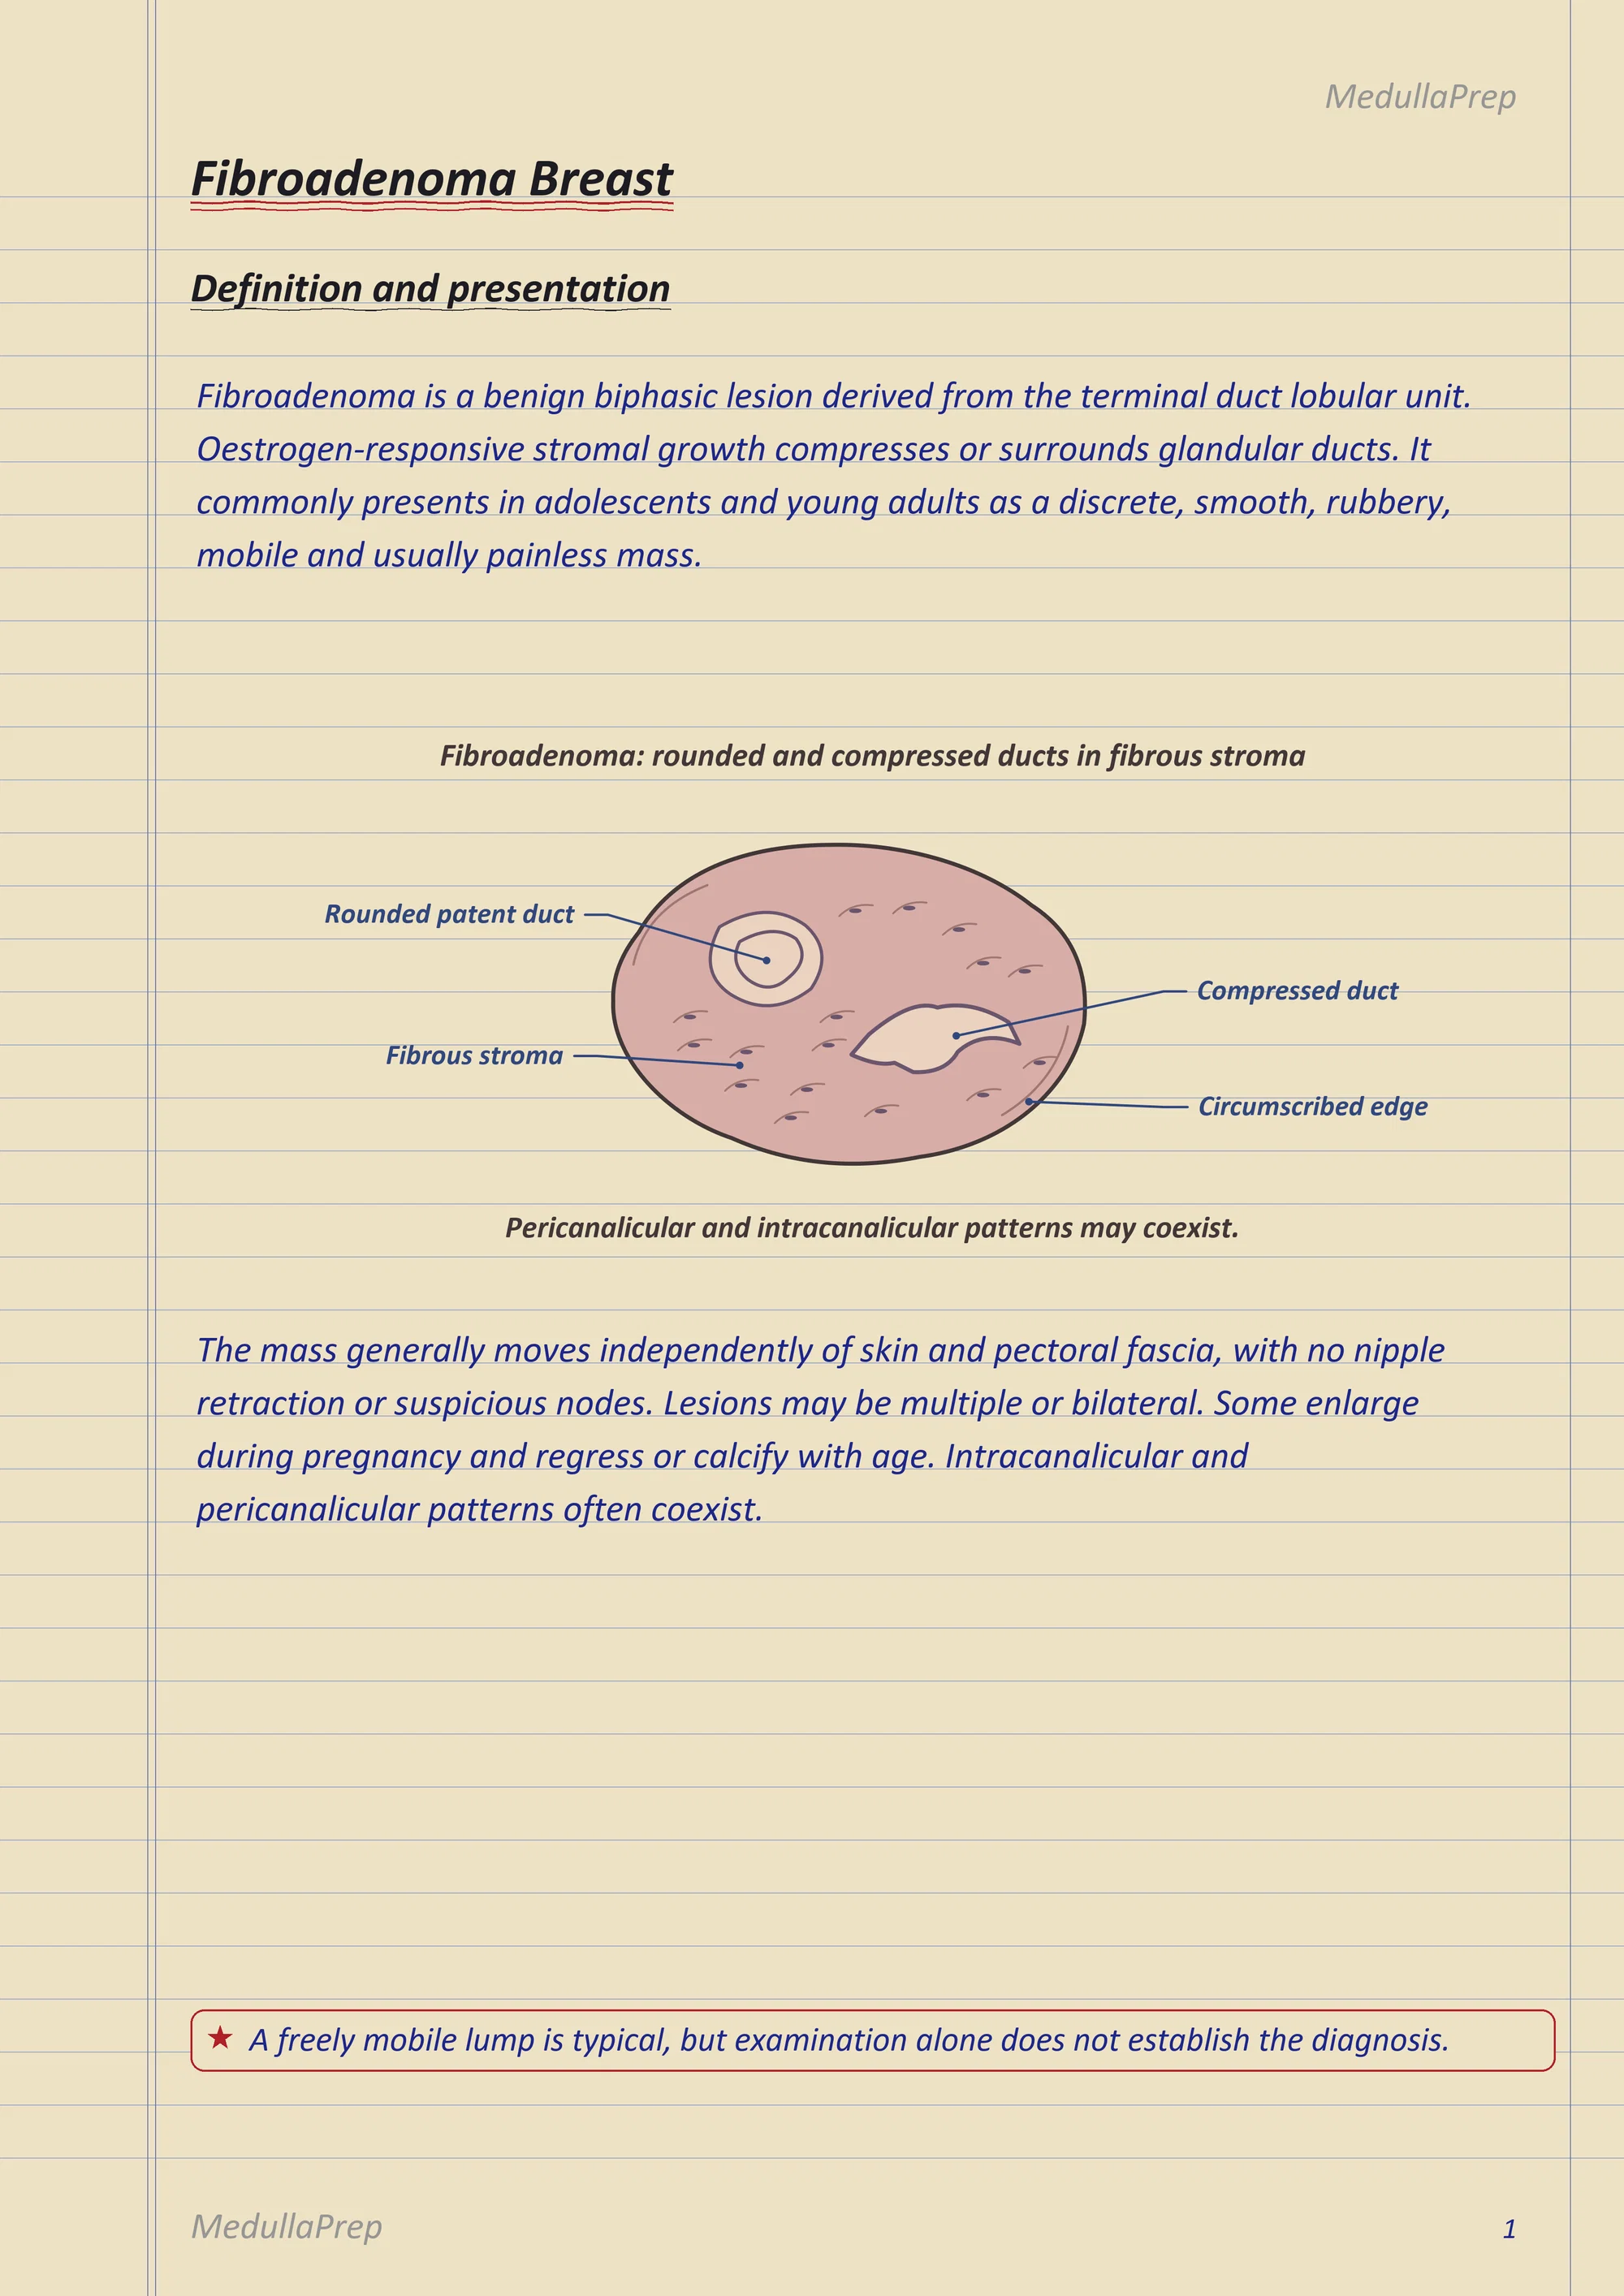 MedullaPrep
Fibroadenoma Breast
Definition and presentation
Fibroadenoma is a benign biphasic lesion derived from the terminal duct lobular unit.
Oestrogen-responsive stromal growth compresses or surrounds glandular ducts. It
commonly presents in adolescents and young adults as a discrete, smooth, rubbery,
mobile and usually painless mass.
Fibroadenoma: rounded and compressed ducts in fibrous stroma
Rounded patent duct
Compressed duct
Fibrous stroma
Circumscribed edge
Pericanalicular and intracanalicular patterns may coexist.
The mass generally moves independently of skin and pectoral fascia, with no nipple
retraction or suspicious nodes. Lesions may be multiple or bilateral. Some enlarge
during pregnancy and regress or calcify with age. Intracanalicular and
pericanalicular patterns often coexist.
★ A freely mobile lump is typical, but examination alone does not establish the diagnosis.
MedullaPrep
1